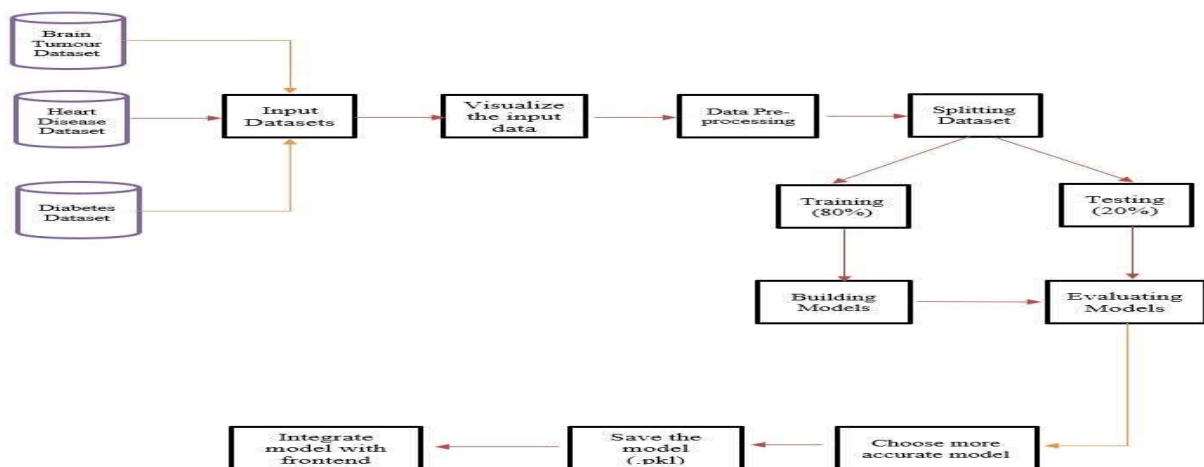 Brain
Tumour
Dataset
Heart
Disease
Dataset
Diabetes
Dataset
Input
Datasets
Visualize
the input
data
Data Pre-
processing
Splitting
Dataset
Training
(80%)
Testing
(20%)
Building
Models
Evaluating
Models
Choose more
accurate model
Save the
model
(.pkl)
Integrate
model with
frontend